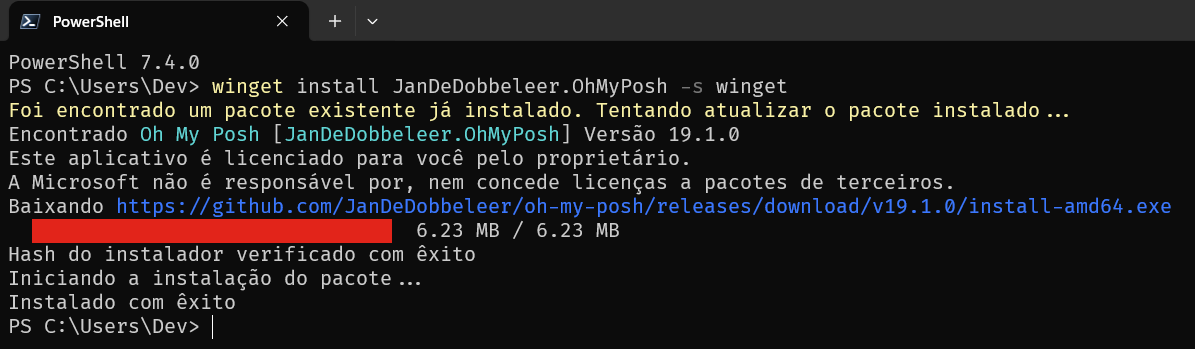 PowerShell
PowerShell 7.4.0
PS C:\Users\Dev> winget install JanDeDobbeleer.OhMyPosh -s winget
Foi encontrado um pacote existente já instalado. Tentando atualizar o pacote instalado...
Encontrado Oh My Posh [JanDeDobbeleer.OhMyPosh] Versão 19.1.0
Este aplicativo é licenciado para você pelo proprietário.
A Microsoft não é responsável por, nem concede licenças a pacotes de terceiros.
Baixando https://github.com/JanDeDobbeleer/oh-my-posh/releases/download/v19.1.0/install-amd64.exe
6.23 MB / 6.23 MB
Hash do instalador verificado com êxito
Iniciando a instalação do pacote...
Instalado com êxito
PS C:\Users\Dev>